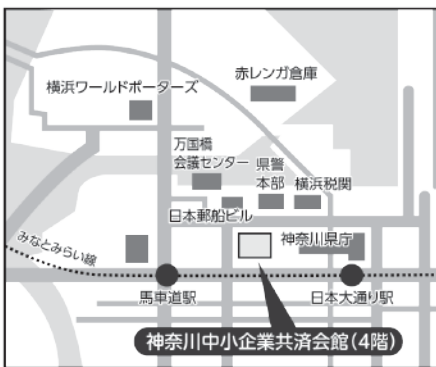 赤レンガ倉庫
横浜ワールドポーターズ
万国橋
会議センター
県警
本部
横浜税関
日本郵船ビル
神奈川県庁
みなとみらい線
馬車道駅
日本大通り駅
神奈川中小企業共済会館(4階)